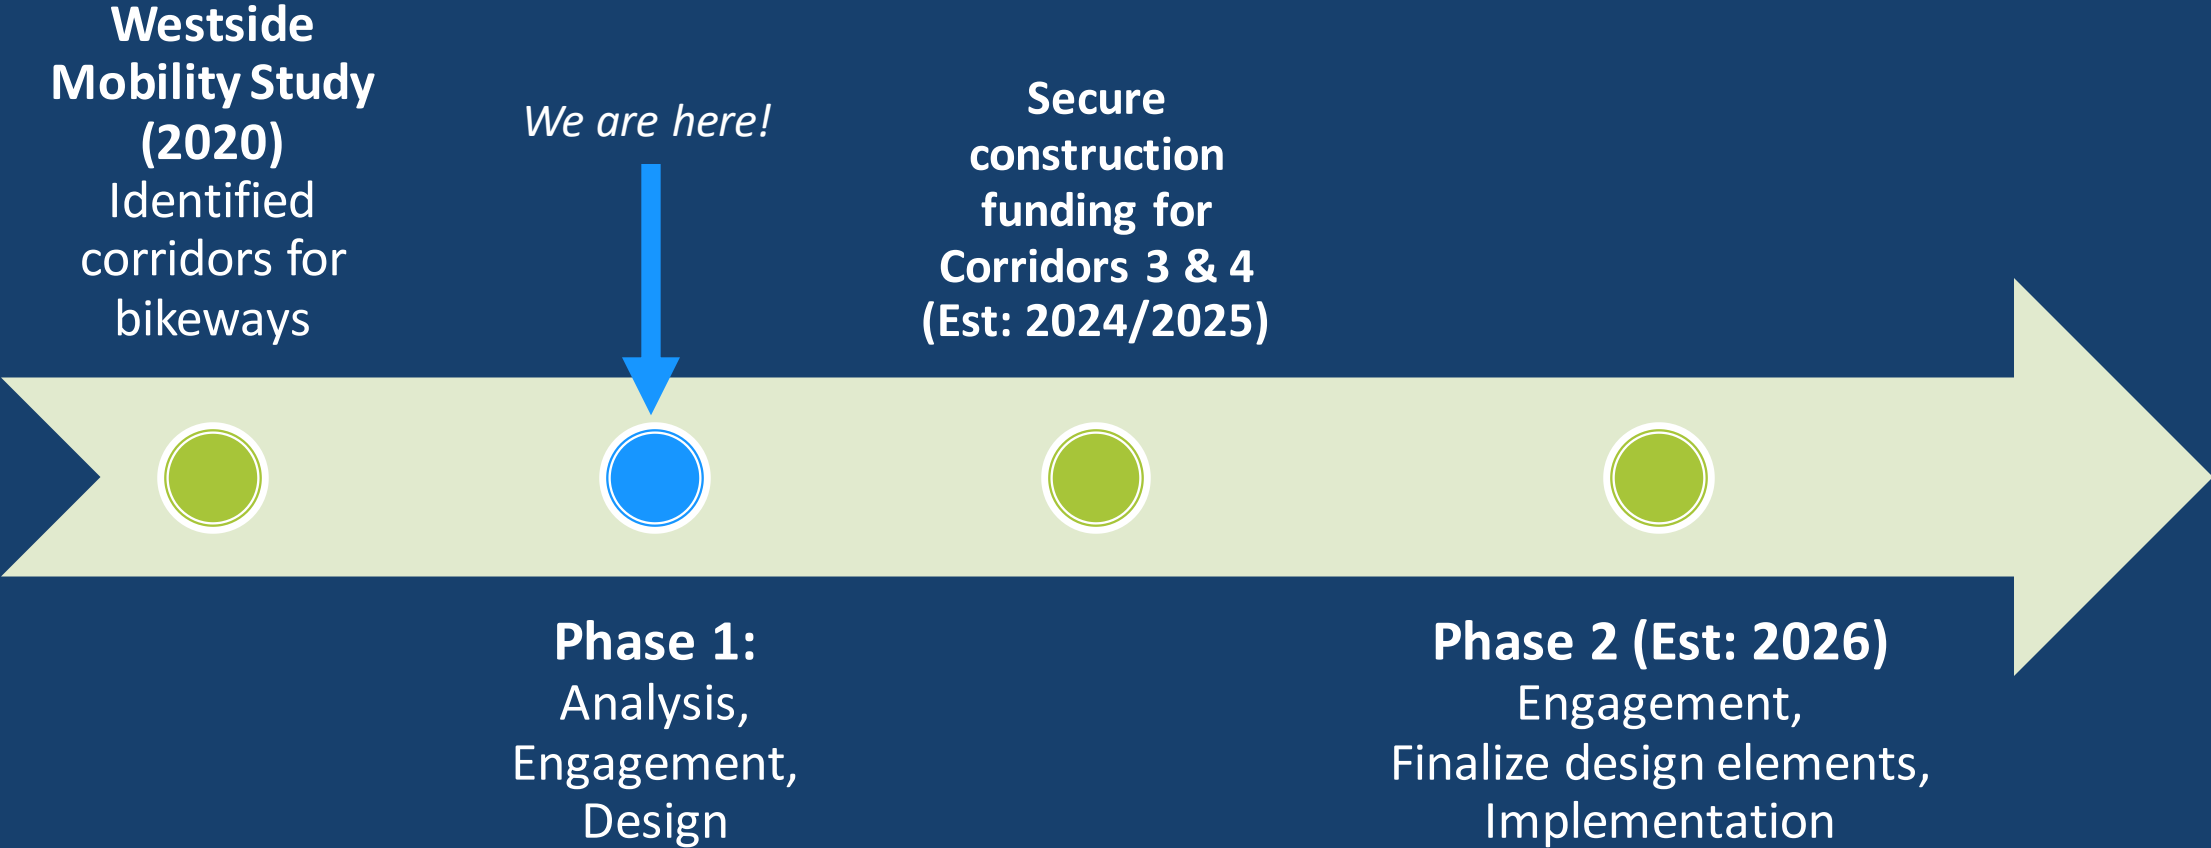 Westside
Mobility Study
(2020)
Identified
corridors for
bikeways
We are here!
Secure
construction
funding for
Corridors 3 & 4
(Est: 2024/2025)
Phase 1:
Analysis,
Engagement,
Design
Phase 2 (Est: 2026)
Engagement,
Finalize design elements,
Implementation